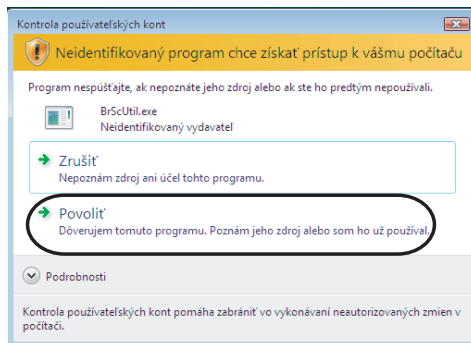 Kontrola používateľských kont
Neidentifikovaný program chce získať prístup k vášmu počítaču
Program nespúšťajte, ak nepoznáte jeho zdroj alebo ak ste ho predtým nepoužívali.
BrScUtil.exe
Neidentifikovaný vydavateľ
Zrušiť
Nepoznám zdroj ani účel tohto programu.
Povoliť
Dôverujem tomuto programu. Poznám jeho zdroj alebo som ho už používal.
Podrobnosti
Kontrola používateľských kont pomáha zabrániť vo vykonávaní neautorizovaných zmien v
počítači.